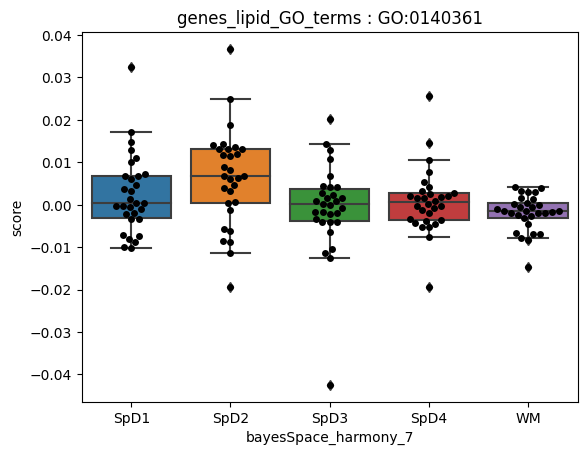 genes_lipid_GO_terms : GO:0140361
0.04
0.03
0.02
0.01
0.00
−0.01
−0.02
−0.03
−0.04
score
SpD1 SpD2 SpD3 SpD4 WM
bayesSpace_harmony_7